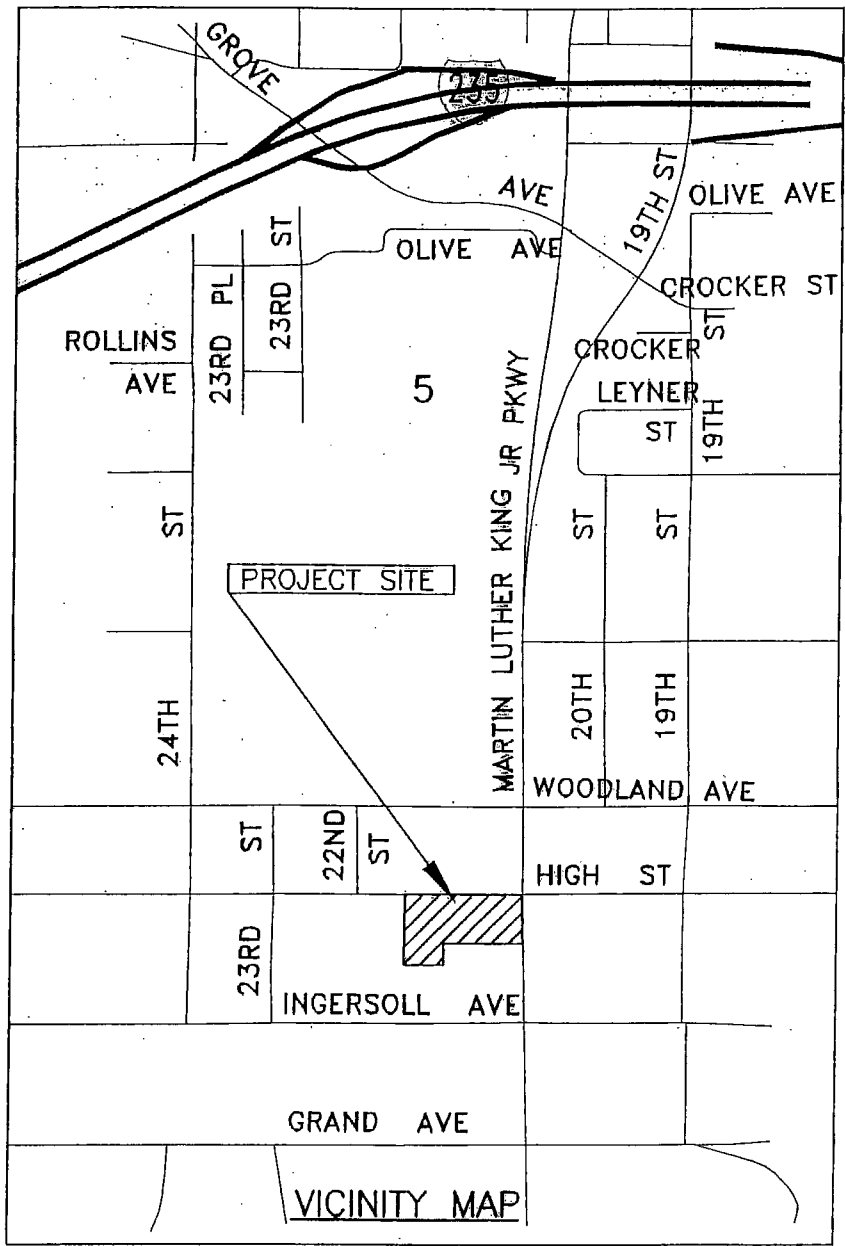 GROVE
235
AVE
19TH ST
OLIVE AVE
OLIVE AVE
CROCKER ST
23RD PL
23RD ST
ROLLINS
AVE
CROCKER
ST
LEYNER
ST
19TH
5
MARTIN LUTHER KING JR PKWY
ST
ST
ST
PROJECT SITE
24TH
20TH
19TH
WOODLAND AVE
ST
22ND
ST
HIGH ST
23RD
INGERSOLL AVE
GRAND AVE
VICINITY MAP